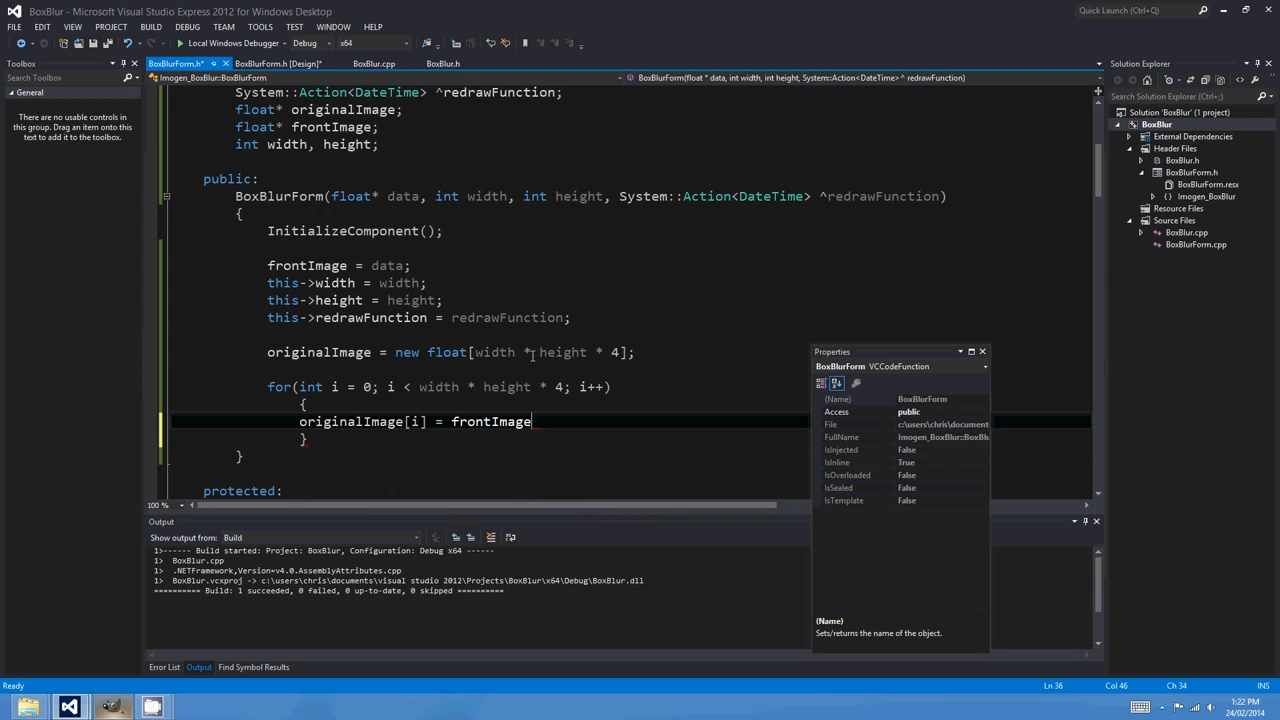 BoxBlur - Microsoft Visual Studio Express 2012 for Windows Desktop
Quick Launch (Ctrl+Q)
FILE EDIT VIEW PROJECT BUILD DEBUG TEAM TOOLS TEST WINDOW HELP
Local Windows Debugger Debug x64
Toolbox
Search Toolbox
General
There are no usable controls in
this group. Drag an item onto this
text to add it to the toolbox.
BoxBlurForm.h* BoxBlurForm.h [Design]* BoxBlur.cpp BoxBlur.h
Imogen_BoxBlur::BoxBlurForm
BoxBlurForm(float * data, int width, int height, System::Action<DateTime> ^ redrawFunction)
System::Action<DateTime> ^redrawFunction;
float* originalImage;
float* frontImage;
int width, height;
public:
BoxBlurForm(float* data, int width, int height, System::Action<DateTime> ^redrawFunction)
{
InitializeComponent();
frontImage = data;
this->width = width;
this->height = height;
this->redrawFunction = redrawFunction;
originalImage = new float[width * height * 4];
for(int i = 0; i < width * height * 4; i++)
{
originalImage[i] = frontImage
}
}
protected:
100 %
Properties
BoxBlurForm VCCodeFunction
(Name) BoxBlurForm
Access public
File c:\users\chris\document
FullName Imogen_BoxBlur::BoxBlu
IsInjected False
IsInline True
IsOverloaded False
IsSealed False
IsTemplate False
(Name)
Sets/returns the name of the object.
Solution Explorer
Search Solution Explorer (Ctrl+;)
Solution 'BoxBlur' (1 project)
BoxBlur
External Dependencies
Header Files
BoxBlur.h
BoxBlurForm.h
BoxBlurForm.resx
Imogen_BoxBlur
Resource Files
Source Files
BoxBlur.cpp
BoxBlurForm.cpp
Output
Show output from: Build
1>------ Build started: Project: BoxBlur, Configuration: Debug x64 ------
1> BoxBlur.cpp
1> .NETFramework,Version=v4.0.AssemblyAttributes.cpp
1> BoxBlur.vcxproj -> c:\users\chris\documents\visual studio 2012\Projects\BoxBlur\x64\Debug\BoxBlur.dll
========== Build: 1 succeeded, 0 failed, 0 up-to-date, 0 skipped ==========
Error List Output Find Symbol Results
Ready Ln 36 Col 46 Ch 34 INS
1:22 PM
24/02/2014